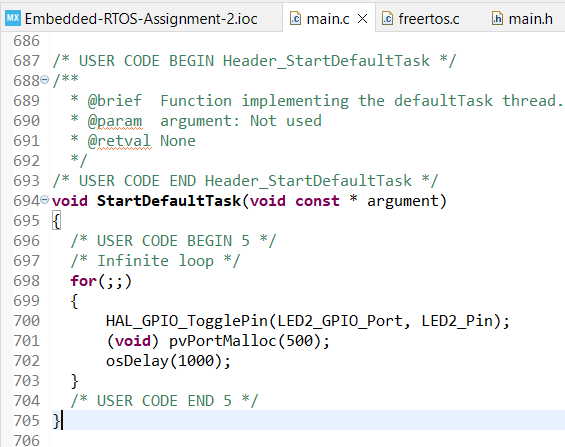 MX Embedded-RTOS-Assignment-2.ioc main.c freertos.c main.h
686
687 /* USER CODE BEGIN Header_StartDefaultTask */
688 /**
689 * @brief Function implementing the defaultTask thread.
690 * @param argument: Not used
691 * @retval None
692 */
693 /* USER CODE END Header_StartDefaultTask */
694 void StartDefaultTask(void const * argument)
695 {
696 /* USER CODE BEGIN 5 */
697 /* Infinite loop */
698 for(;;)
699 {
700 HAL_GPIO_TogglePin(LED2_GPIO_Port, LED2_Pin);
701 (void) pvPortMalloc(500);
702 osDelay(1000);
703 }
704 /* USER CODE END 5 */
705 }
706